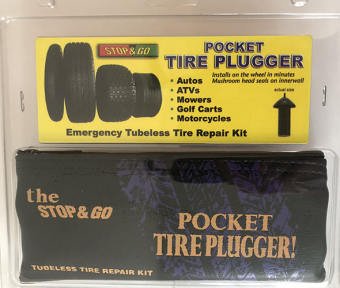 STOP & GO
POCKET
TIRE PLUGGER
Installs on the wheel in minutes
Mushroom head seals on innerwall
• Autos
• ATVs
• Mowers
• Golf Carts
• Motorcycles
actual size
Emergency Tubeless Tire Repair Kit
the
STOP & GO
POCKET
TIRE PLUGGER!
TUBELESS TIRE REPAIR KIT